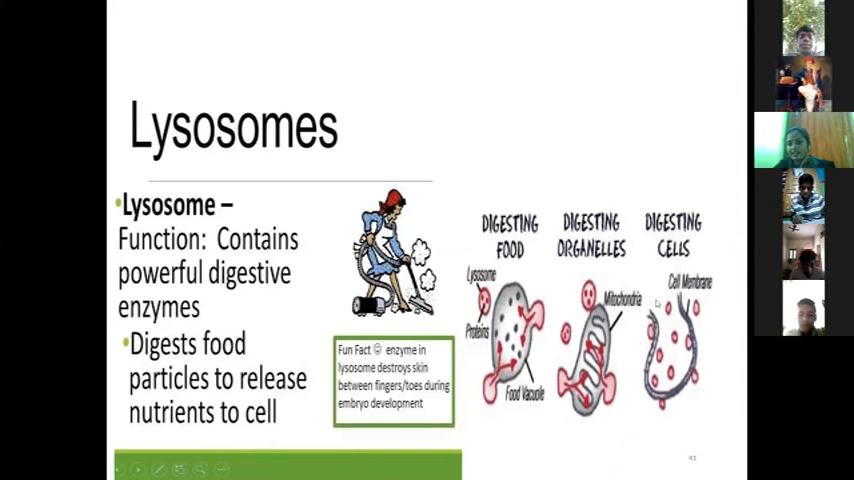 Lysosomes
•Lysosome –
Function: Contains
powerful digestive
enzymes
•Digests food
particles to release
nutrients to cell
Fun Fact ☺ enzyme in
lysosome destroys skin
between fingers/toes during
embryo development
DIGESTING
FOOD
Lysosome
Proteins
Food Vacuole
DIGESTING
ORGANELLES
Mitochondria
DIGESTING
CELLS
Cell Membrane
41